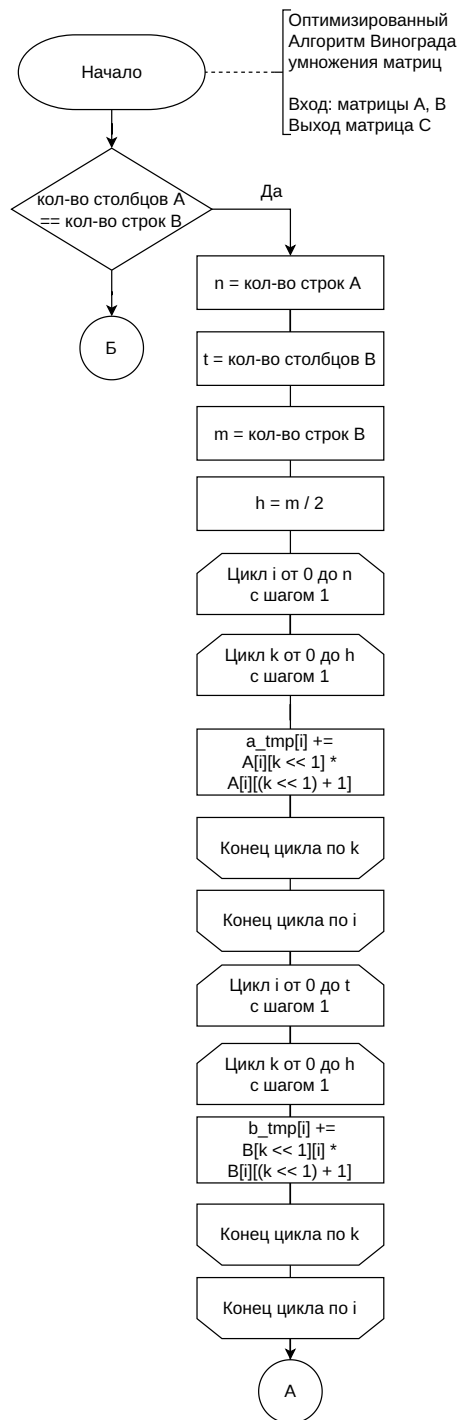 Оптимизированный
Алгоритм Винограда
умножения матриц
Вход: матрицы A, B
Выход матрица C
Начало
кол-во столбцов A
== кол-во строк B
Да
Б
n = кол-во строк A
t = кол-во столбцов B
m = кол-во строк B
h = m / 2
Цикл i от 0 до n
с шагом 1
Цикл k от 0 до h
с шагом 1
a_tmp[i] +=
A[i][k << 1] *
A[i][(k << 1) + 1]
Конец цикла по k
Конец цикла по i
Цикл i от 0 до t
с шагом 1
Цикл k от 0 до h
с шагом 1
b_tmp[i] +=
B[k << 1][i] *
B[i][(k << 1) + 1]
Конец цикла по k
Конец цикла по i
А